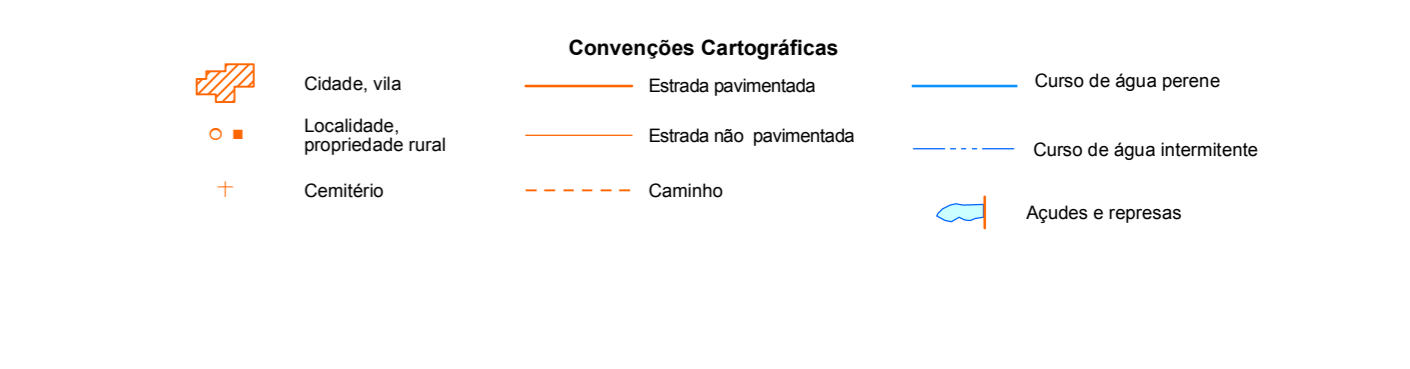 Convenções Cartográficas
Cidade, vila
Localidade,
propriedade rural
Cemitério
Estrada pavimentada
Estrada não pavimentada
Caminho
Curso de água perene
Curso de água intermitente
Açudes e represas